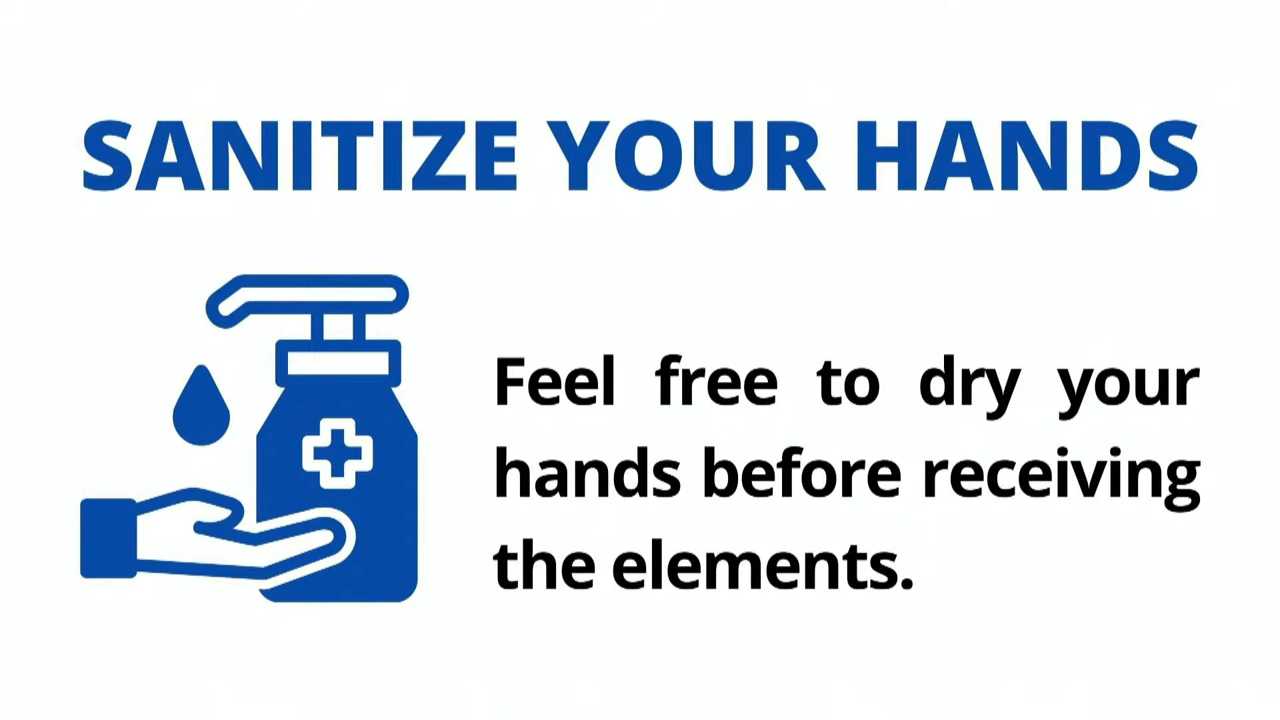 SANITIZE YOUR HANDS
Feel free to dry your
hands before receiving
the elements.